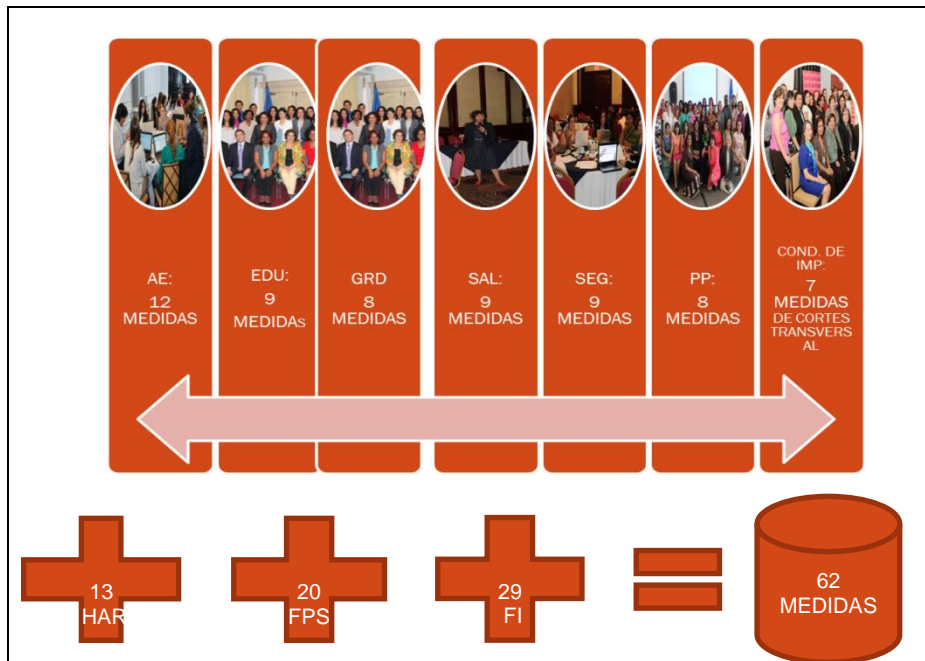 AE:
12
MEDIDAS
EDU:
9
MEDIDAs
GRD
8
MEDIDAS
SAL:
9
MEDIDAS
SEG:
9
MEDIDAS
PP:
8
MEDIDAS
COND. DE
IMP:
7
MEDIDAS
DE CORTES
TRANSVERS
AL
13
HAR
20
FPS
29
FI
62
MEDIDAS